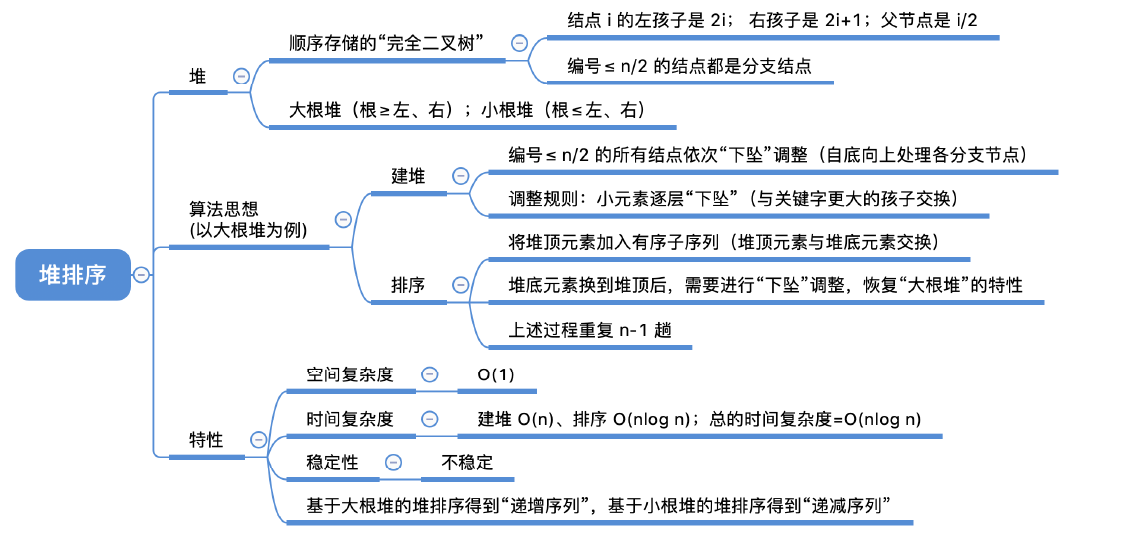 堆排序
堆
顺序存储的“完全二叉树”
结点 i 的左孩子是 2i； 右孩子是 2i+1；父节点是 i/2
编号≤ n/2 的结点都是分支结点
大根堆（根≥左、右）；小根堆（根≤左、右）
算法思想
(以大根堆为例)
建堆
编号≤ n/2 的所有结点依次“下坠”调整（自底向上处理各分支节点）
调整规则：小元素逐层“下坠”（与关键字更大的孩子交换）
排序
将堆顶元素加入有序子序列（堆顶元素与堆底元素交换）
堆底元素换到堆顶后，需要进行“下坠”调整，恢复“大根堆”的特性
上述过程重复 n-1 趟
特性
空间复杂度
O(1)
时间复杂度
建堆 O(n)、排序 O(nlog n)；总的时间复杂度=O(nlog n)
稳定性
不稳定
基于大根堆的堆排序得到“递增序列”，基于小根堆的堆排序得到“递减序列”